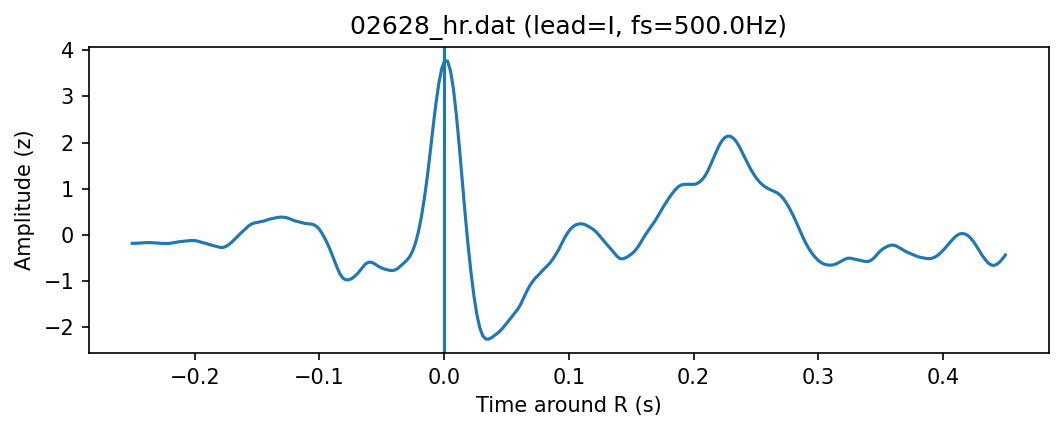 02628_hr.dat (lead=I, fs=500.0Hz)
Amplitude (z)
4
3
2
1
0
−1
−2
−0.2 −0.1 0.0 0.1 0.2 0.3 0.4
Time around R (s)